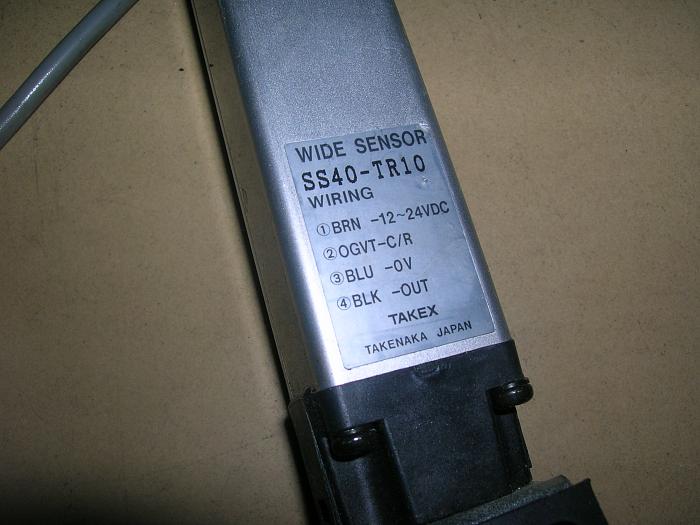 WIDE SENSOR
SS40-TR10
WIRING
①BRN -12~24VDC
②OGVT-C/R
③BLU -0V
④BLK -OUT
TAKEX
TAKENAKA JAPAN